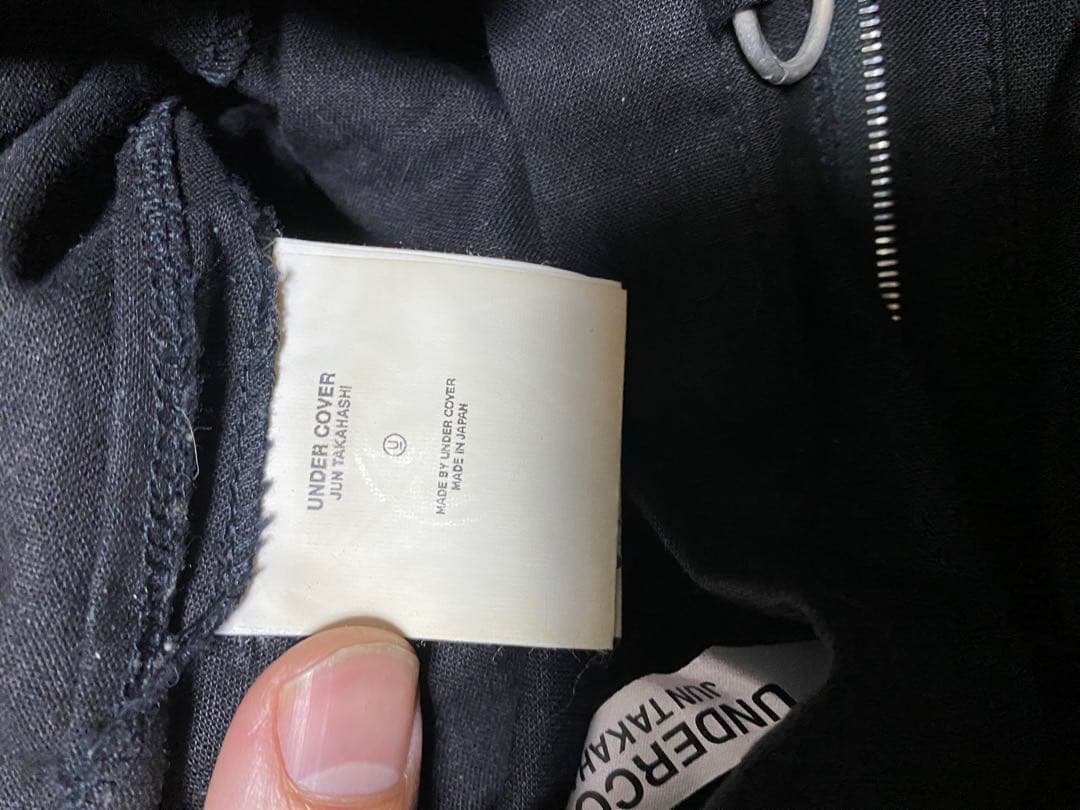 UNDER COVER
JUN TAKAHASHI
U
MADE BY UNDER COVER
MADE IN JAPAN
UNDERCO
JUN TAKAH